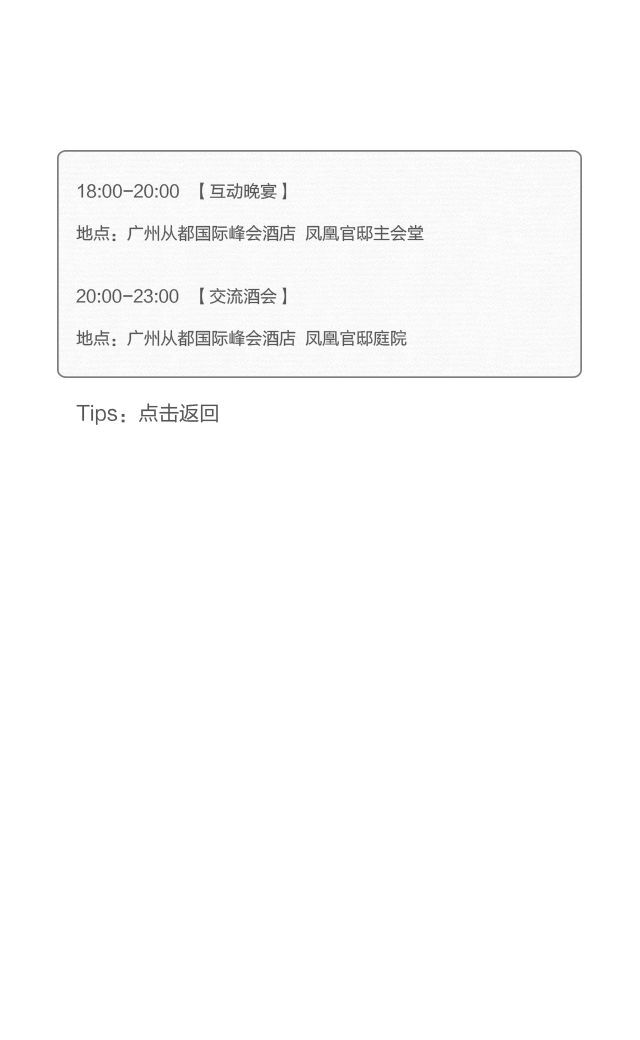 18:00-20:00 【互动晚宴】
地点：广州从都国际峰会酒店 凤凰官邸主会堂
20:00-23:00 【交流酒会】
地点：广州从都国际峰会酒店 凤凰官邸庭院
Tips：点击返回